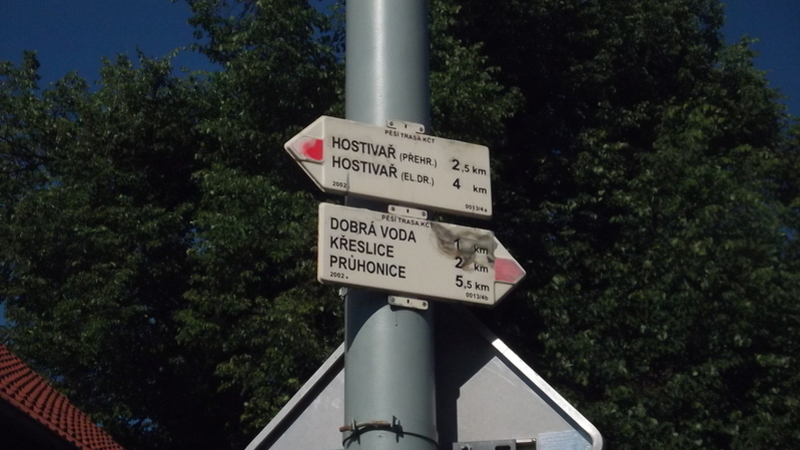 PĚŠÍ TRASA KČT
HOSTIVAŘ (PŘEHR.) 2,5 km
HOSTIVAŘ (EL.DR.) 4 km
2002 0013/4a
PĚŠÍ TRASA KČT
DOBRÁ VODA 1 km
KŘESLICE 2 km
PRŮHONICE 5,5 km
2002 0013/4b